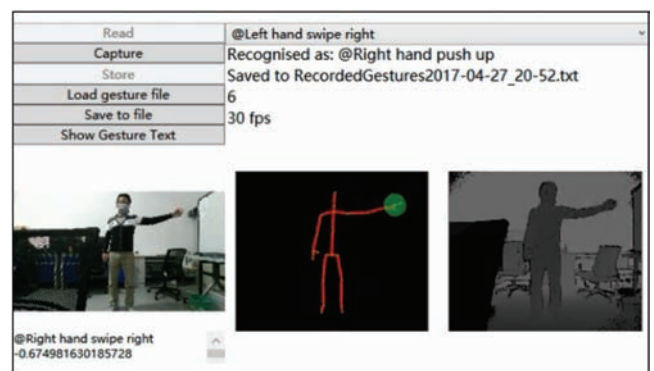 Read
@Left hand swipe right
Capture
Recognised as: @Right hand push up
Store
Saved to RecordedGestures2017-04-27_20-52.txt
Load gesture file
6
Save to file
30 fps
Show Gesture Text
@Right hand swipe right
-0.674981630185728